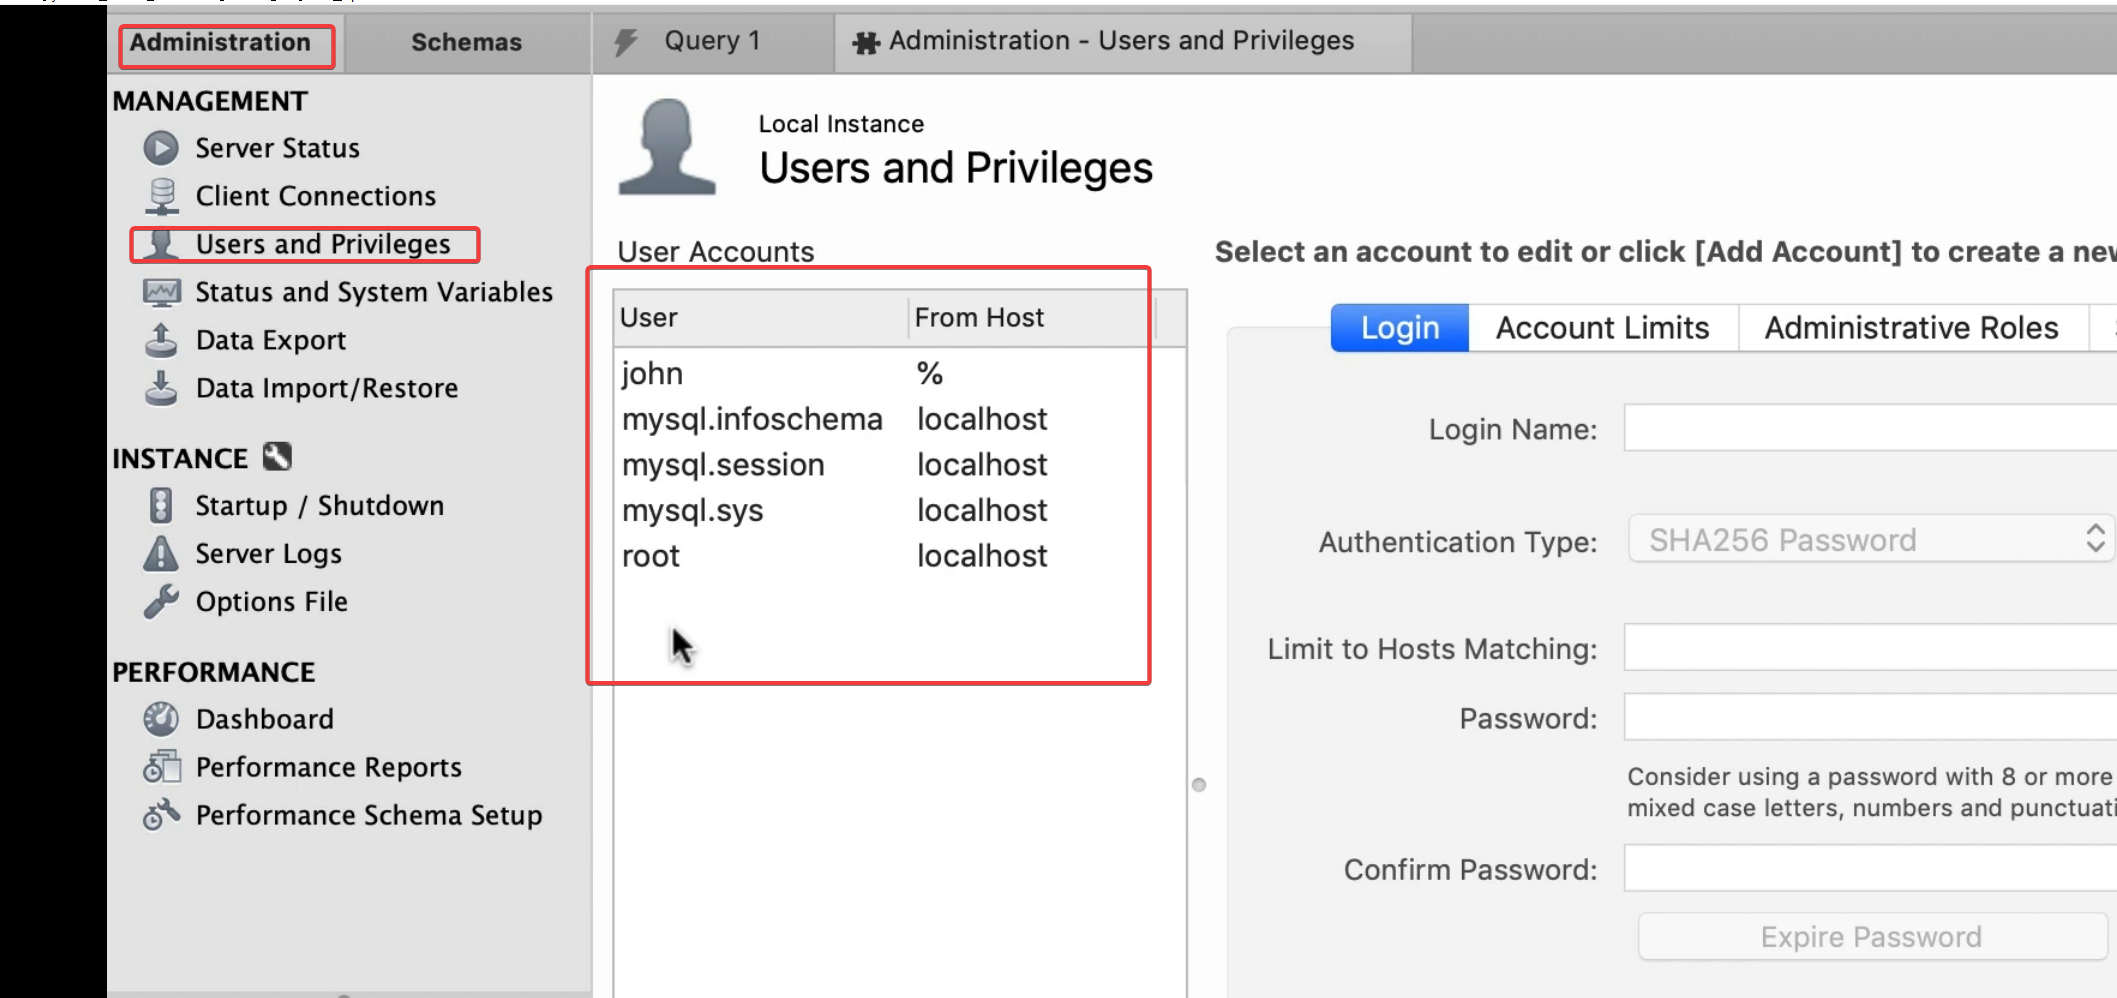 Administration
Schemas
Query 1
Administration - Users and Privileges
MANAGEMENT
Server Status
Client Connections
Users and Privileges
Status and System Variables
Data Export
Data Import/Restore
INSTANCE
Startup / Shutdown
Server Logs
Options File
PERFORMANCE
Dashboard
Performance Reports
Performance Schema Setup
Local Instance
Users and Privileges
User Accounts
User From Host
john %
mysql.infoschema localhost
mysql.session localhost
mysql.sys localhost
root localhost
Select an account to edit or click [Add Account] to create a
Login Account Limits Administrative Roles
Login Name:
Authentication Type: SHA256 Password
Limit to Hosts Matching:
Password:
Consider using a password with 8 or more
mixed case letters, numbers and
Confirm Password:
Expire Password